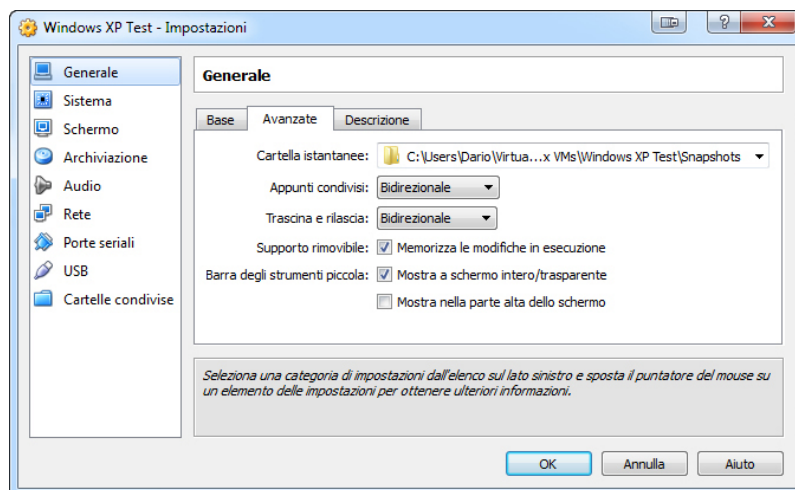 Windows XP Test - Impostazioni
Generale
Sistema
Schermo
Archiviazione
Audio
Rete
Porte seriali
USB
Cartelle condivise
Generale
Base Avanzate Descrizione
Cartella istantanee: C:\Users\Dario\Virtua...x VMs\Windows XP Test\Snapshots
Appunti condivisi: Bidirezionale
Trascina e rilascia: Bidirezionale
Supporto rimovibile: Memorizza le modifiche in esecuzione
Barra degli strumenti piccola: Mostra a schermo intero/trasparente
Mostra nella parte alta dello schermo
Seleziona una categoria di impostazioni dall'elenco sul lato sinistro e sposta il puntatore del mouse su
un elemento delle impostazioni per ottenere ulteriori informazioni.
OK Annulla Aiuto